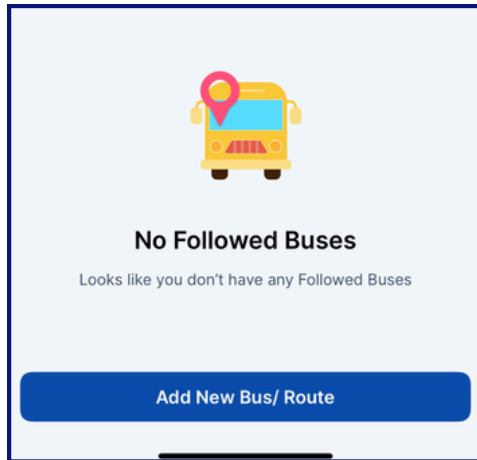 No Followed Buses
Looks like you don't have any Followed Buses
Add New Bus/ Route